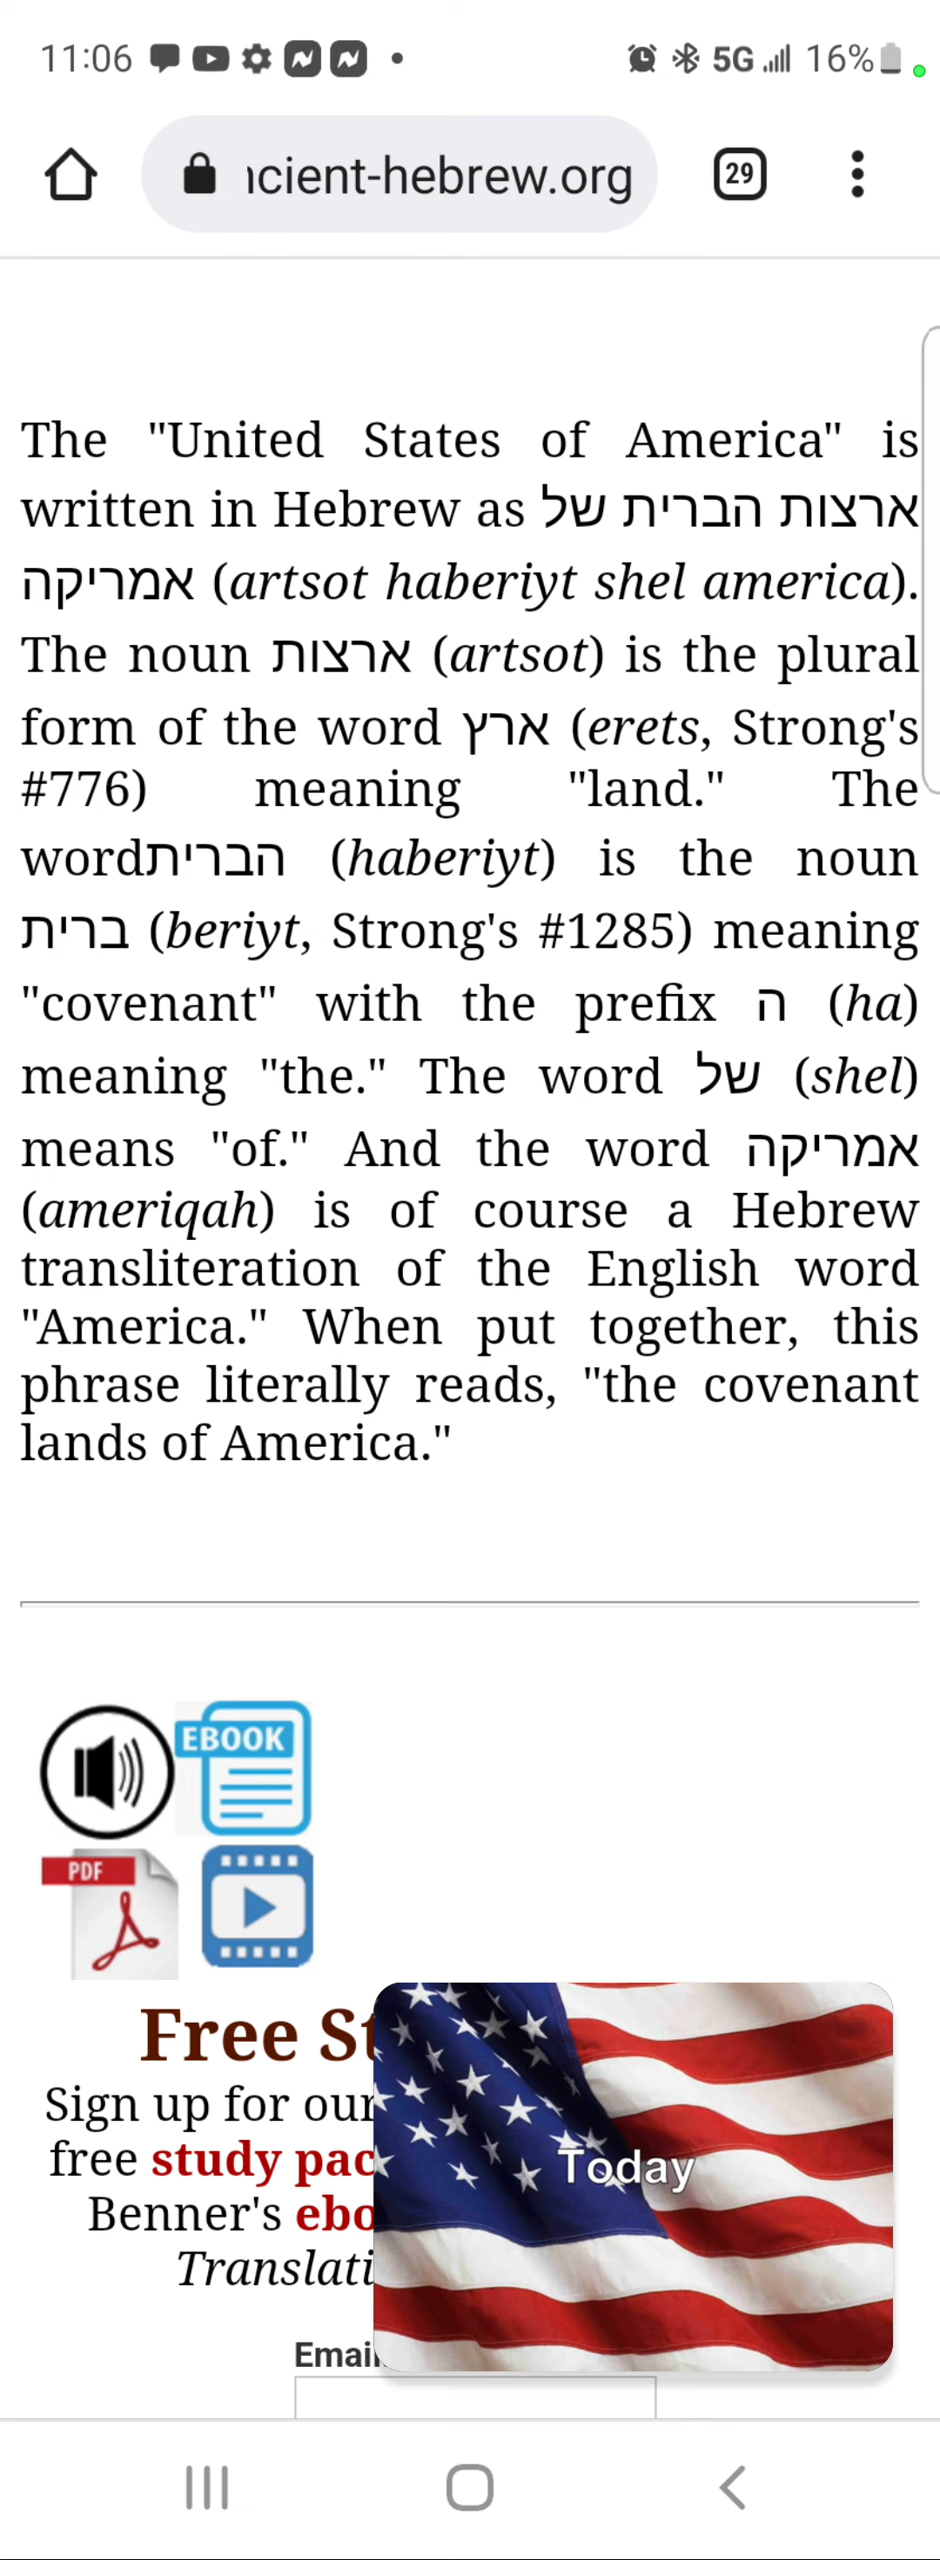 11:06
5G 16%
ncient-hebrew.org
29
The "United States of America" is
written in Hebrew as ארצות הברית של
אמריקה (artsot haberiyt shel america).
The noun ארצות (artsot) is the plural
form of the word ארץ (erets, Strong's
#776) meaning "land." The
wordהברית (haberiyt) is the noun
ברית (beriyt, Strong's #1285) meaning
"covenant" with the prefix ה (ha)
meaning "the." The word של (shel)
means "of." And the word אמריקה
(ameriqah) is of course a Hebrew
transliteration of the English word
"America." When put together, this
phrase literally reads, "the covenant
lands of America."
EBOOK
PDF
Free St
Sign up for our
free study pac
Benner's ebo
Translati
Today
Email